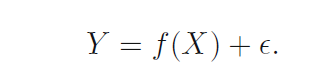 Y = f(X) + ϵ.